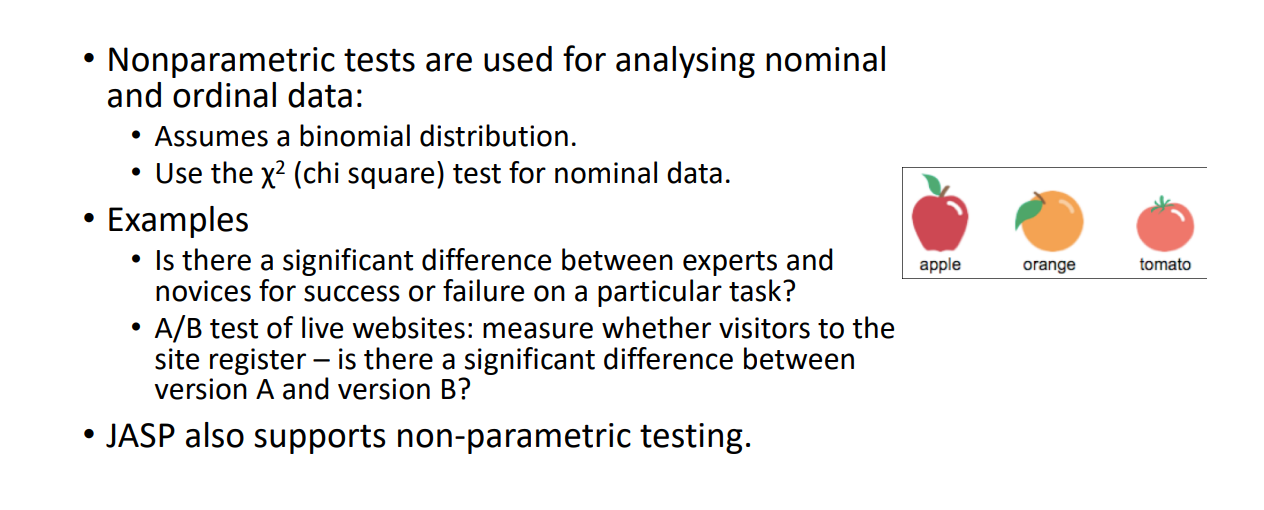 • Nonparametric tests are used for analysing nominal
and ordinal data:
• Assumes a binomial distribution.
• Use the χ² (chi square) test for nominal data.
• Examples
• Is there a significant difference between experts and
novices for success or failure on a particular task?
• A/B test of live websites: measure whether visitors to the
site register – is there a significant difference between
version A and version B?
• JASP also supports non-parametric testing.
apple orange tomato